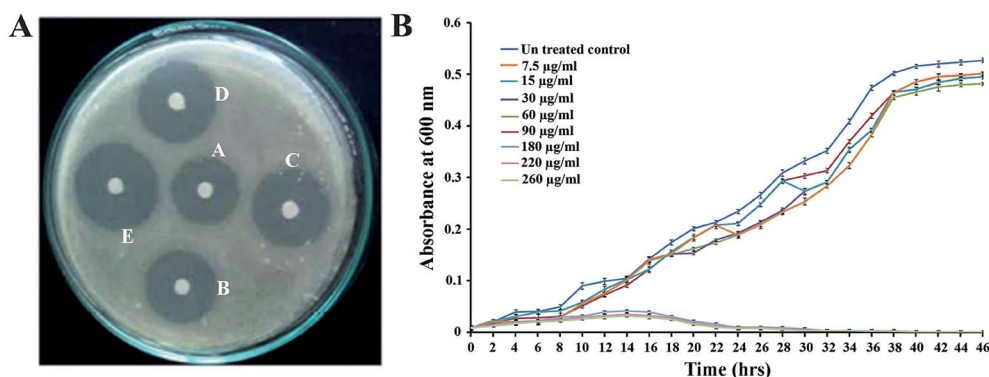 A
D
A
C
E
B
B
Un treated control
7.5 µg/ml
15 µg/ml
30 µg/ml
60 µg/ml
90 µg/ml
180 µg/ml
220 µg/ml
260 µg/ml
Absorbance at 600 nm
0.6
0.5
0.4
0.3
0.2
0.1
0
0 2 4 6 8 10 12 14 16 18 20 22 24 26 28 30 32 34 36 38 40 42 44 46
Time (hrs)